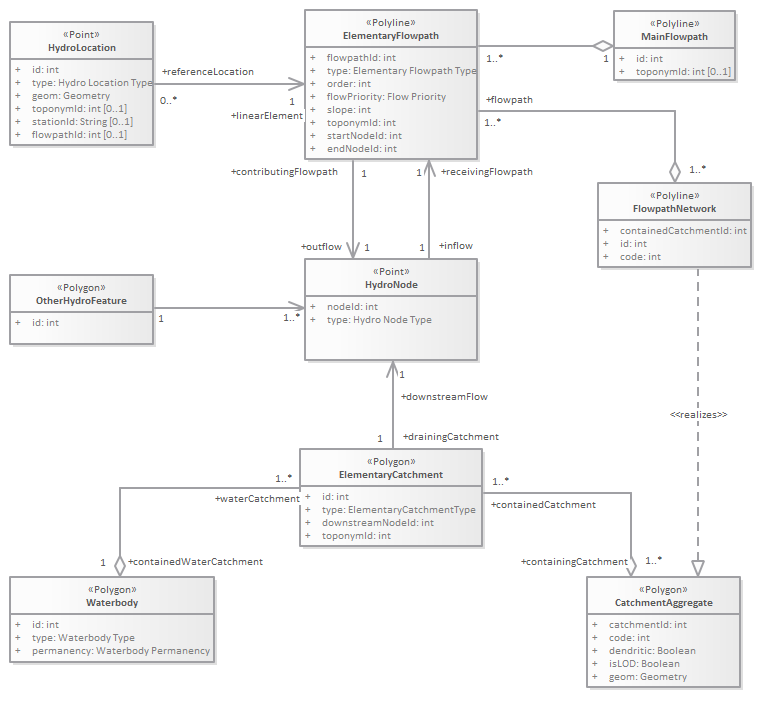 «Point»
HydroLocation
+ id: int
+ type: Hydro Location Type
+ geom: Geometry
+ toponymId: int [0..1]
+ stationId: String [0..1]
+ flowpathId: int [0..1]
+referenceLocation
0..*
1
+linearElement
«Polyline»
ElementaryFlowpath
+ flowpathId: int
+ type: Elementary Flowpath Type
+ order: int
+ flowPriority: Flow Priority
+ slope: int
+ toponymId: int
+ startNodeId: int
+ endNodeId: int
1..*
1
«Polyline»
MainFlowpath
+ id: int
+ toponymId: int [0..1]
+flowpath
1..*
1..*
«Polyline»
FlowpathNetwork
+ containedCatchmentId: int
+ id: int
+ code: int
+contributingFlowpath
1
1
+receivingFlowpath
+outflow
1
1
+inflow
«Polygon»
OtherHydroFeature
+ id: int
1
1..*
«Point»
HydroNode
+ nodeId: int
+ type: Hydro Node Type
1
+downstreamFlow
1
+drainingCatchment
<<realizes>>
«Polygon»
ElementaryCatchment
+ id: int
+ type: ElementaryCatchmentType
+ downstreamNodeId: int
+ toponymId: int
1..*
+waterCatchment
1..*
+containedCatchment
1
+containedWaterCatchment
+containingCatchment
1..*
«Polygon»
Waterbody
+ id: int
+ type: Waterbody Type
+ permanency: Waterbody Permanency
«Polygon»
CatchmentAggregate
+ catchmentId: int
+ code: int
+ dendritic: Boolean
+ isLOD: Boolean
+ geom: Geometry